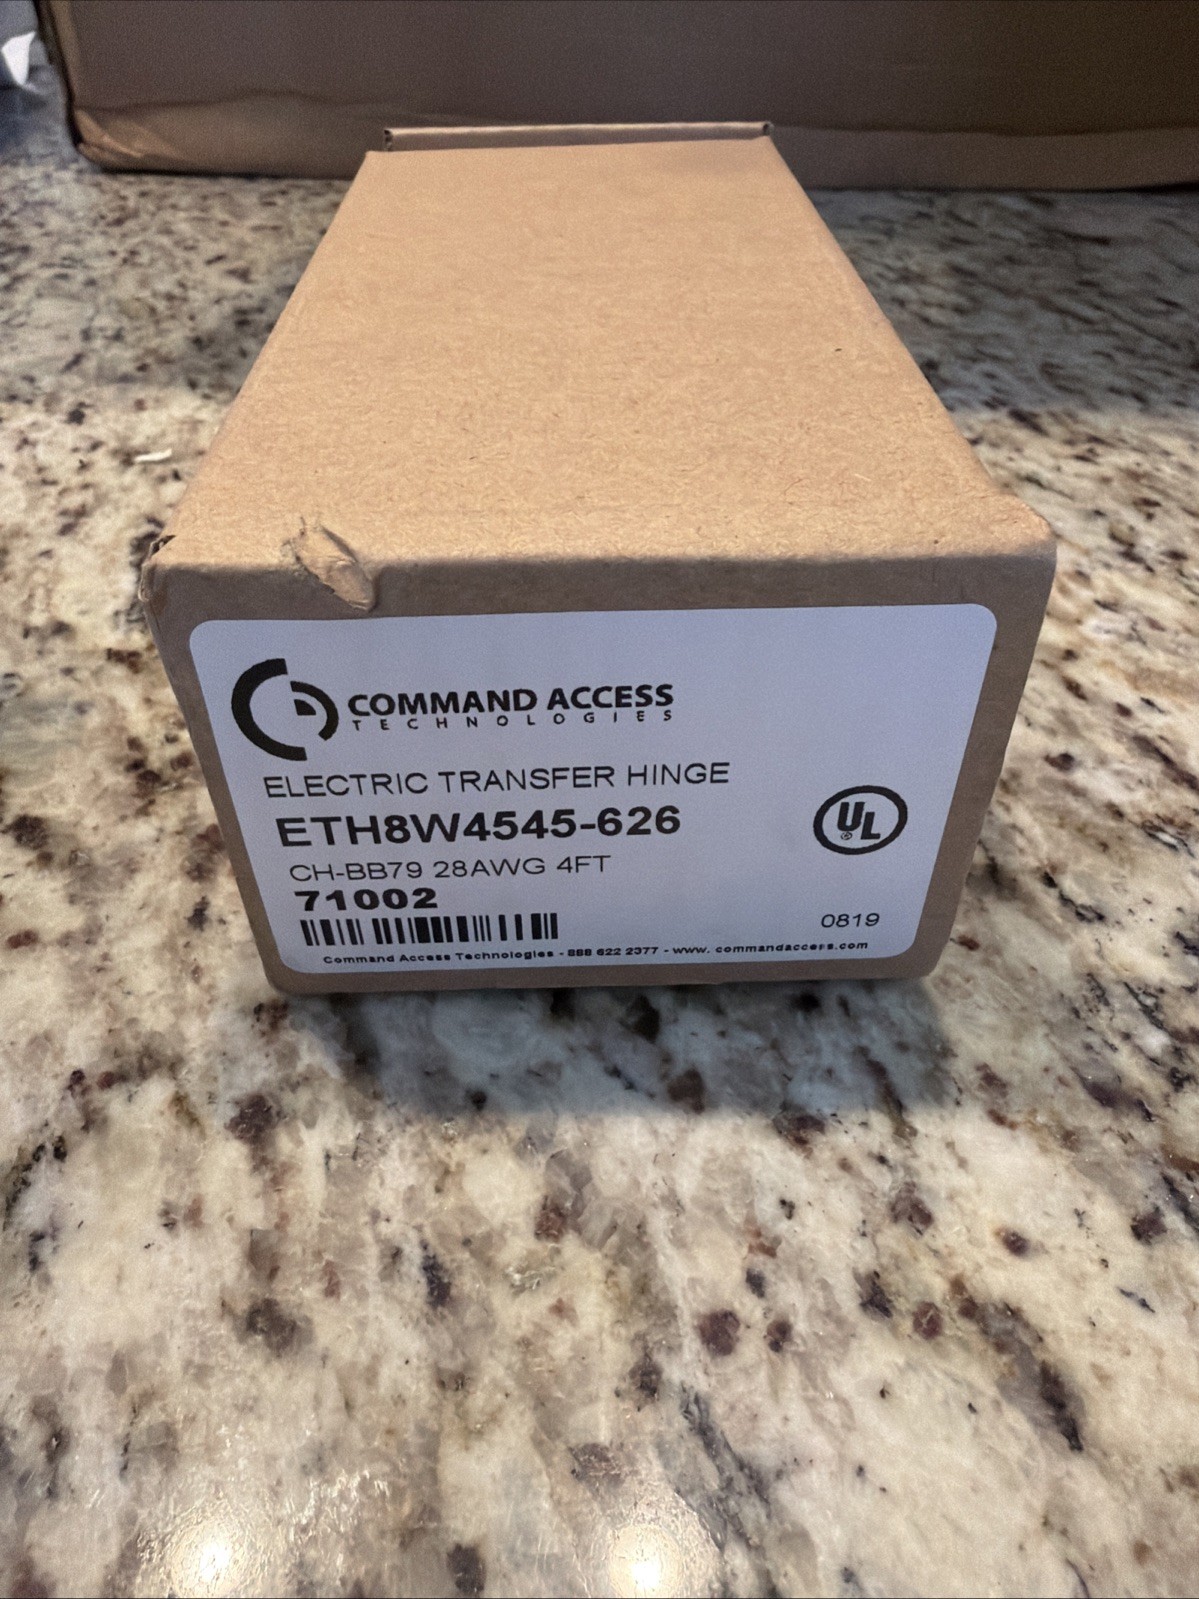 COMMAND ACCESS
TECHNOLOGIES
ELECTRIC TRANSFER HINGE
ETH8W4545-626
UL
CH-BB79 28AWG 4FT
71002
0819
Command Access Technologies - 888 622 2377 - www. commandaccess.com